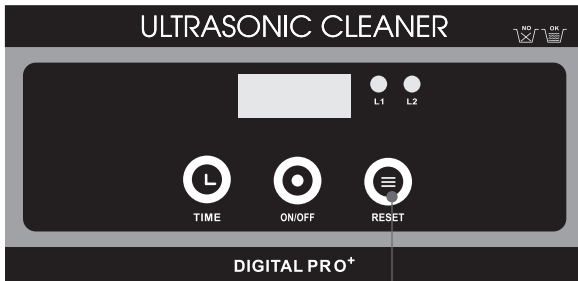 ULTRASONIC CLEANER
NO OK
L1 L2
TIME ON/OFF RESET
DIGITAL PRO+